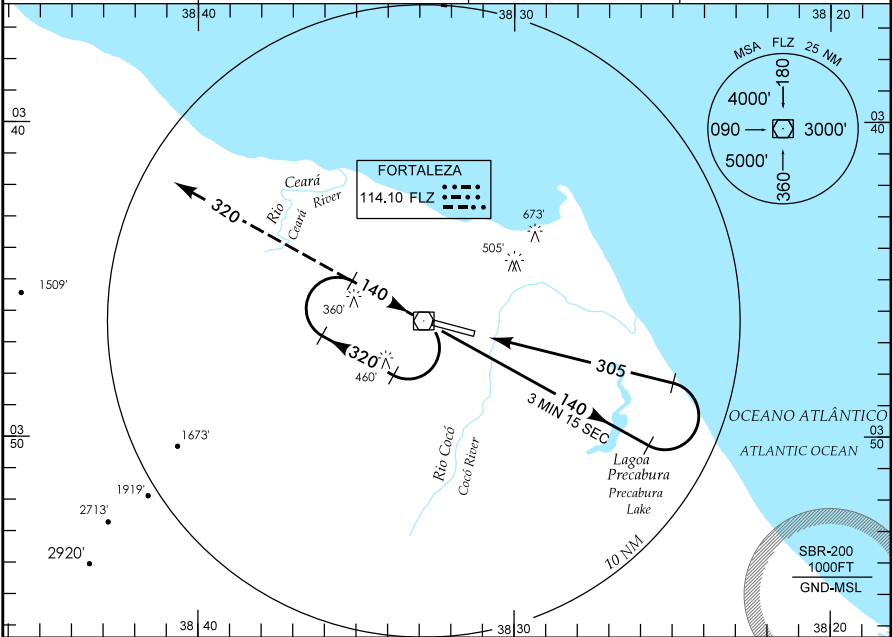 38 40
38 30
38 20
MSA FLZ 25 NM
180
4000'
090
3000'
5000'
360
03
40
03
40
FORTALEZA
114.10 FLZ
Ceará
River
Rio
Ceará
320
673'
505'
1509'
140
360'
320
460'
305
140
3 MIN 15 SEC
OCEANO ATLÂNTICO
ATLANTIC OCEAN
03
50
03
50
1673'
Rio Cocó
Cocó River
Lagoa
Precabura
Precabura
Lake
1919'
2713'
2920'
10 NM
SBR-200
1000FT
GND-MSL
38 40
38 30
38 20